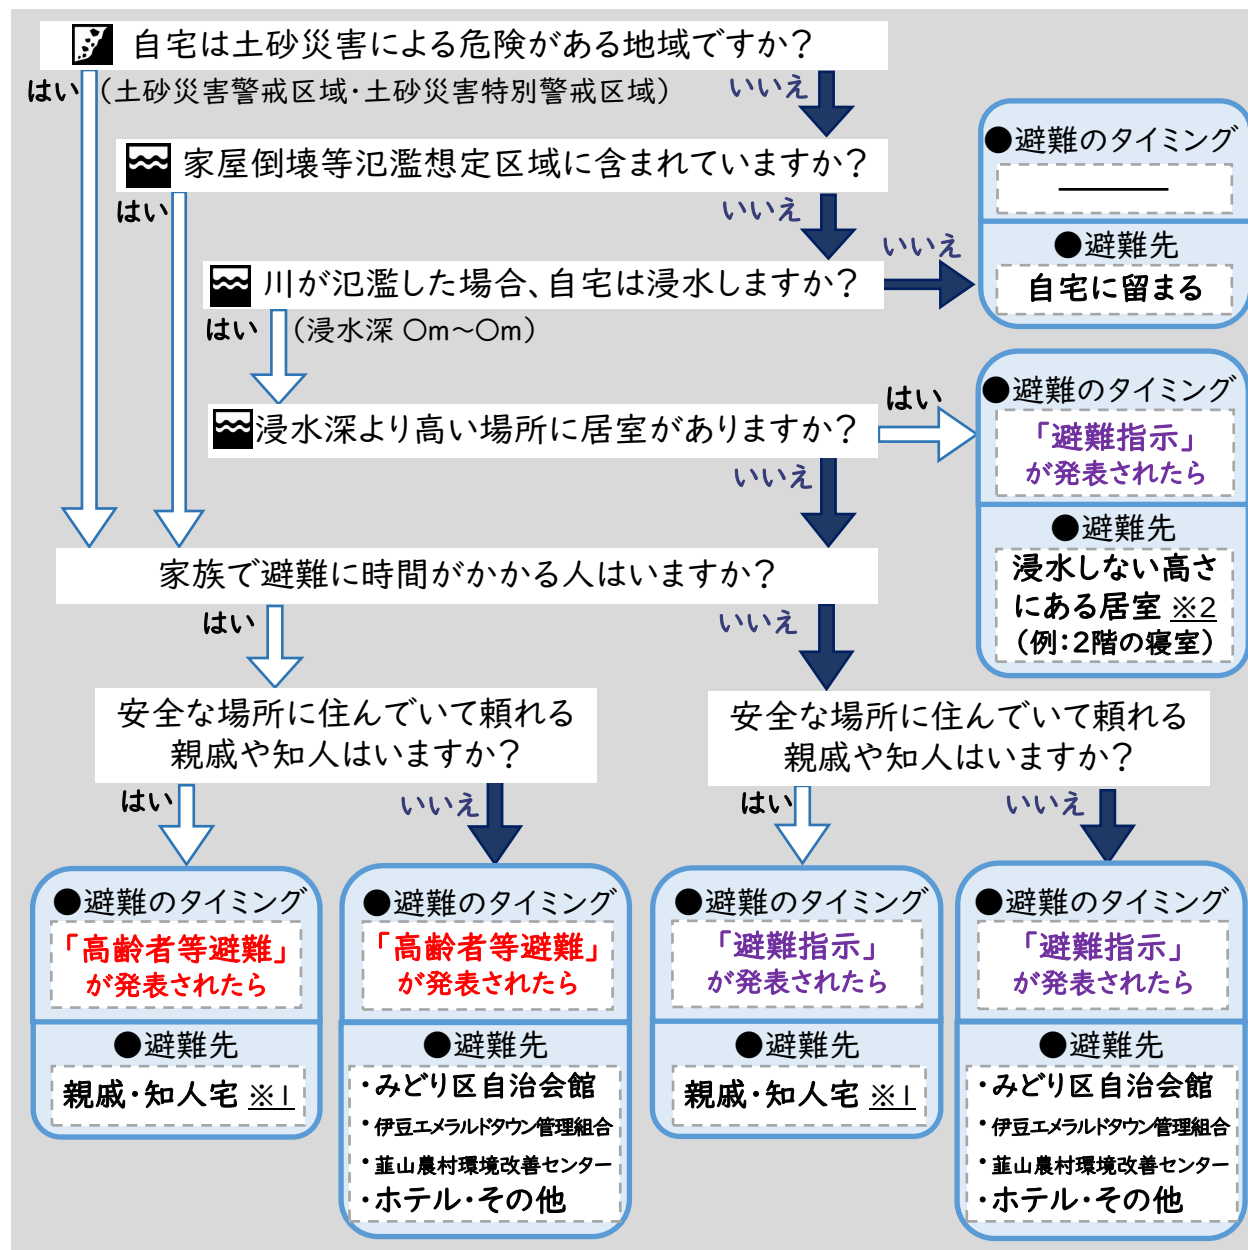 自宅は土砂災害による危険がある地域ですか？
はい
（土砂災害警戒区域・土砂災害特別警戒区域）
いいえ
家屋倒壊等氾濫想定区域に含まれていますか？
はい
いいえ
川が氾濫した場合、自宅は浸水しますか？
いいえ
はい
（浸水深 〇m～〇m）
●避難のタイミング
●避難先
自宅に留まる
浸水深より高い場所に居室がありますか？
はい
いいえ
●避難のタイミング
「避難指示」
が発表されたら
●避難先
浸水しない高さ
にある居室 ※2
（例：2階の寝室）
家族で避難に時間がかかる人はいますか？
はい
いいえ
安全な場所に住んでいて頼れる
親戚や知人はいますか？
はい
いいえ
安全な場所に住んでいて頼れる
親戚や知人はいますか？
はい
いいえ
●避難のタイミング
「高齢者等避難」
が発表されたら
●避難先
親戚・知人宅 ※1
●避難のタイミング
「高齢者等避難」
が発表されたら
●避難先
・みどり区自治会館
・伊豆エメラルドタウン管理組合
・韮山農村環境改善センター
・ホテル・その他
●避難のタイミング
「避難指示」
が発表されたら
●避難先
親戚・知人宅 ※1
●避難のタイミング
「避難指示」
が発表されたら
●避難先
・みどり区自治会館
・伊豆エメラルドタウン管理組合
・韮山農村環境改善センター
・ホテル・その他